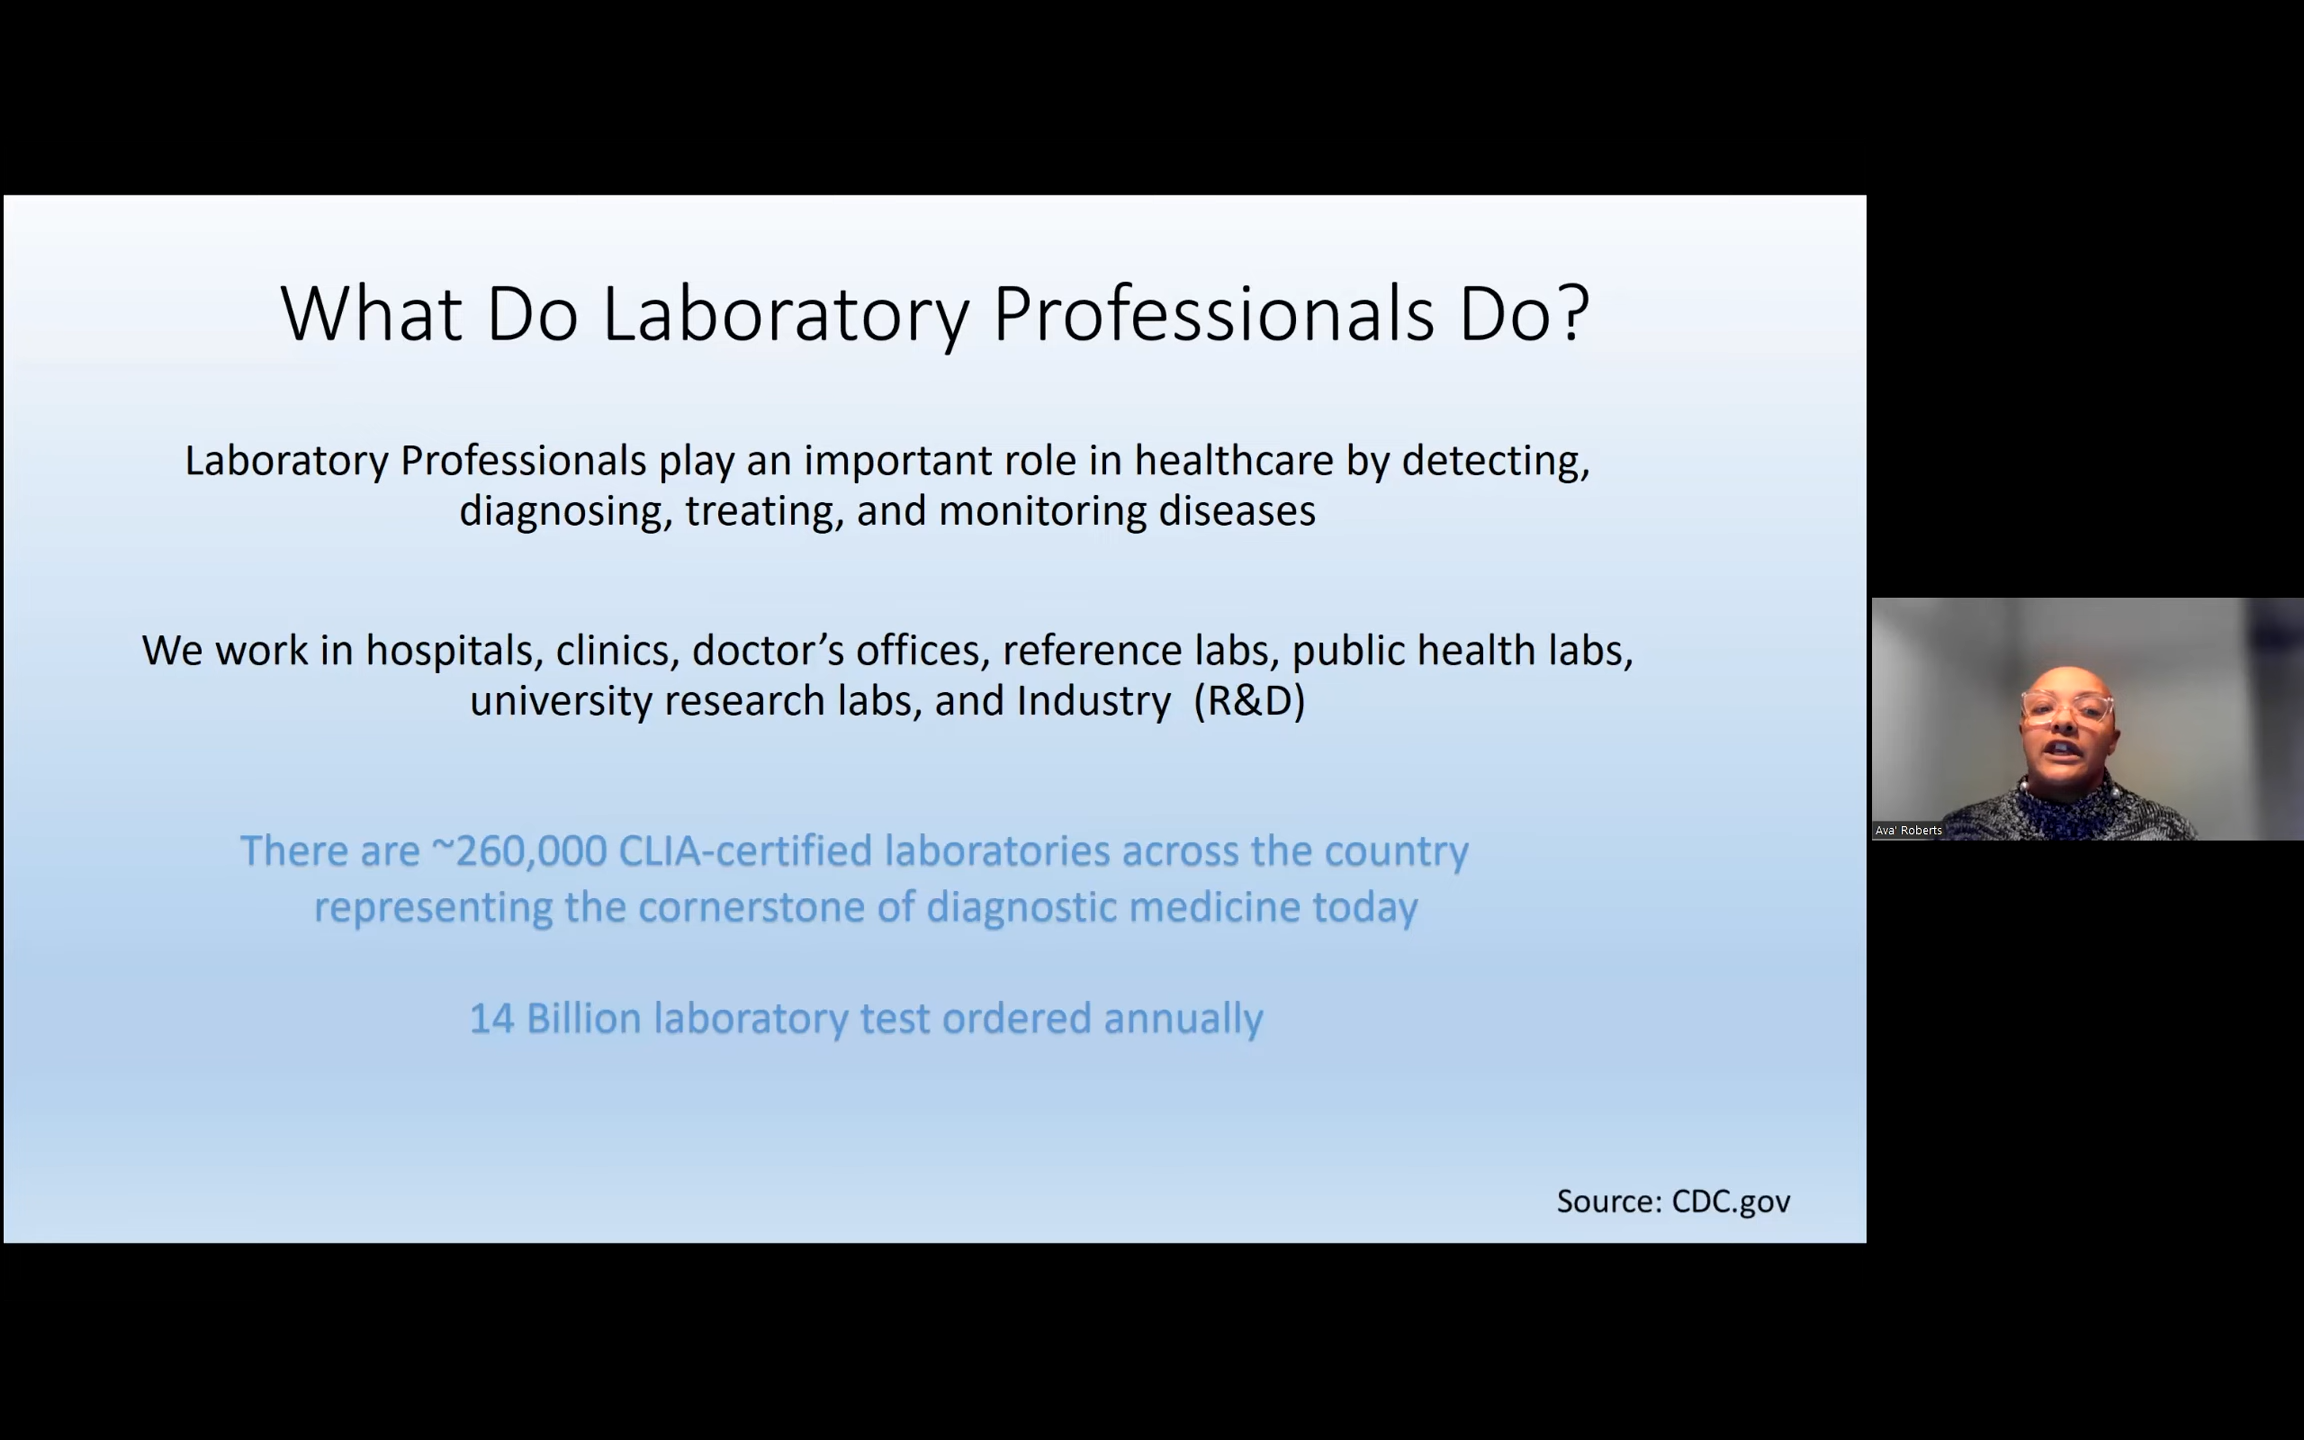 What Do Laboratory Professionals Do?
Laboratory Professionals play an important role in healthcare by detecting,
diagnosing, treating, and monitoring diseases
We work in hospitals, clinics, doctor’s offices, reference labs, public health labs,
university research labs, and Industry  (R&D)
There are ~260,000 CLIA-certified laboratories across the country
representing the cornerstone of diagnostic medicine today
14 Billion laboratory test ordered annually
Source: CDC.gov
Ava' Roberts